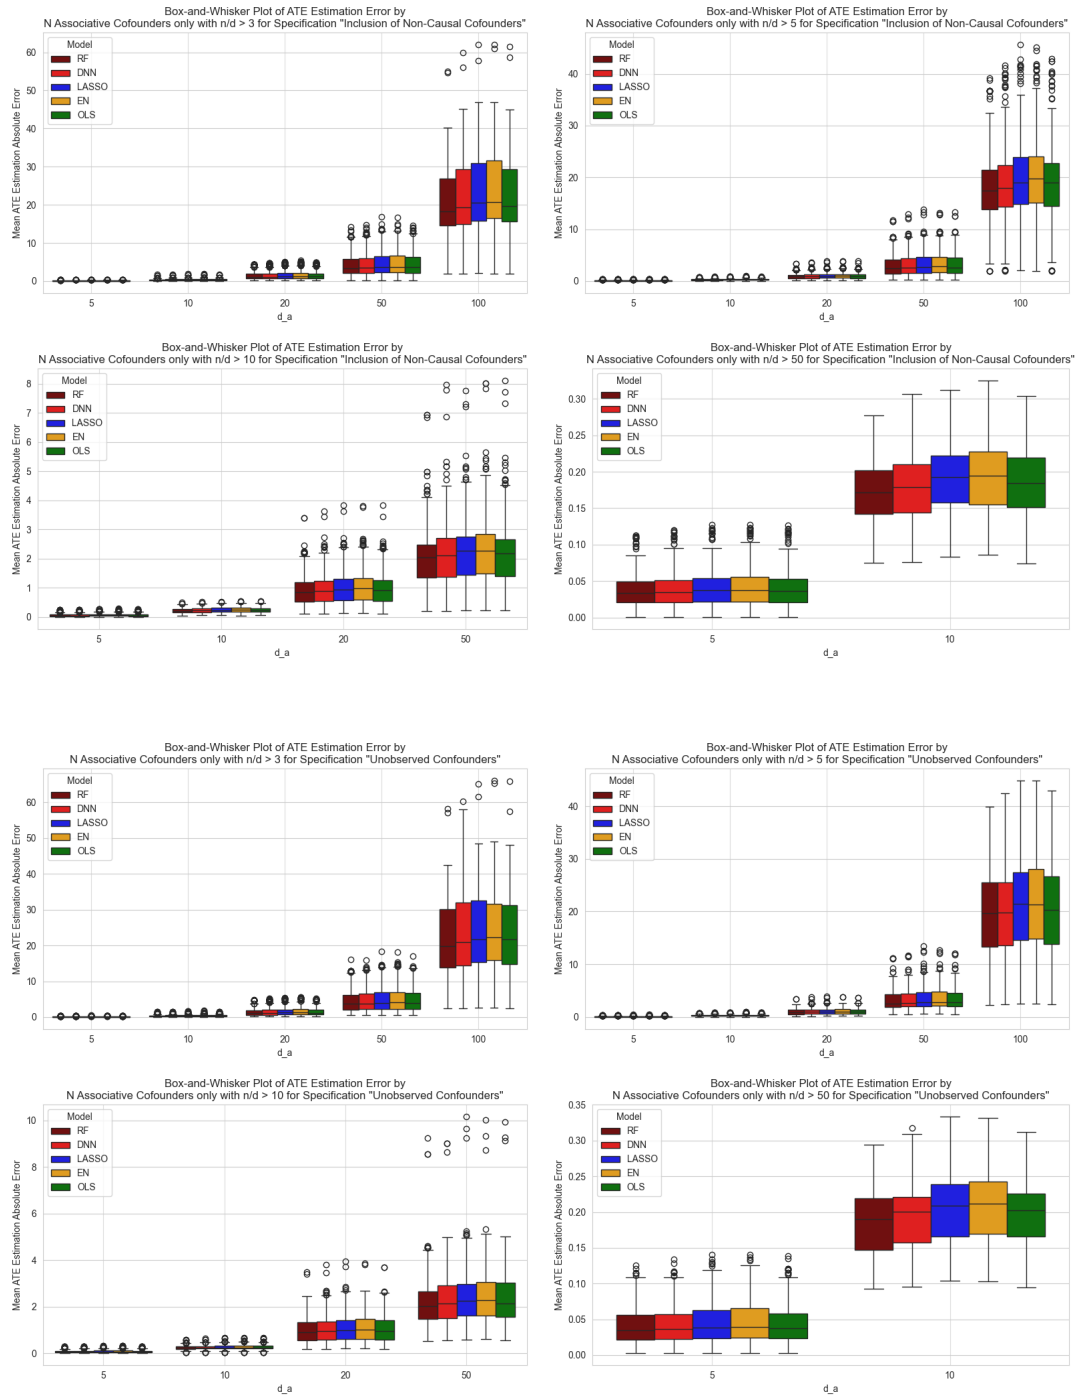 Box-and-Whisker Plot of ATE Estimation Error by
N Associative Cofounders only with n/d > 3 for Specification "Inclusion of Non-Causal Cofounders"
Mean ATE Estimation Absolute Error
60
50
40
30
20
10
0
Model
RF
DNN
LASSO
EN
OLS
5
10
20
50
100
d_a
Box-and-Whisker Plot of ATE Estimation Error by
N Associative Cofounders only with n/d > 5 for Specification "Inclusion of Non-Causal Cofounders"
Mean ATE Estimation Absolute Error
40
30
20
10
0
Model
RF
DNN
LASSO
EN
OLS
5
10
20
50
100
d_a
Box-and-Whisker Plot of ATE Estimation Error by
N Associative Cofounders only with n/d > 10 for Specification "Inclusion of Non-Causal Cofounders"
Mean ATE Estimation Absolute Error
8
7
6
5
4
3
2
1
0
Model
RF
DNN
LASSO
EN
OLS
5
10
20
50
d_a
Box-and-Whisker Plot of ATE Estimation Error by
N Associative Cofounders only with n/d > 50 for Specification "Inclusion of Non-Causal Cofounders"
Mean ATE Estimation Absolute Error
0.30
0.25
0.20
0.15
0.10
0.05
0.00
Model
RF
DNN
LASSO
EN
OLS
5
10
d_a
Box-and-Whisker Plot of ATE Estimation Error by
N Associative Cofounders only with n/d > 3 for Specification "Unobserved Confounders"
Mean ATE Estimation Absolute Error
60
50
40
30
20
10
0
Model
RF
DNN
LASSO
EN
OLS
5
10
20
50
100
d_a
Box-and-Whisker Plot of ATE Estimation Error by
N Associative Cofounders only with n/d > 5 for Specification "Unobserved Confounders"
Mean ATE Estimation Absolute Error
40
30
20
10
0
Model
RF
DNN
LASSO
EN
OLS
5
10
20
50
100
d_a
Box-and-Whisker Plot of ATE Estimation Error by
N Associative Cofounders only with n/d > 10 for Specification "Unobserved Confounders"
Mean ATE Estimation Absolute Error
10
8
6
4
2
0
Model
RF
DNN
LASSO
EN
OLS
5
10
20
50
d_a
Box-and-Whisker Plot of ATE Estimation Error by
N Associative Cofounders only with n/d > 50 for Specification "Unobserved Confounders"
Mean ATE Estimation Absolute Error
0.35
0.30
0.25
0.20
0.15
0.10
0.05
0.00
Model
RF
DNN
LASSO
EN
OLS
5
10
d_a